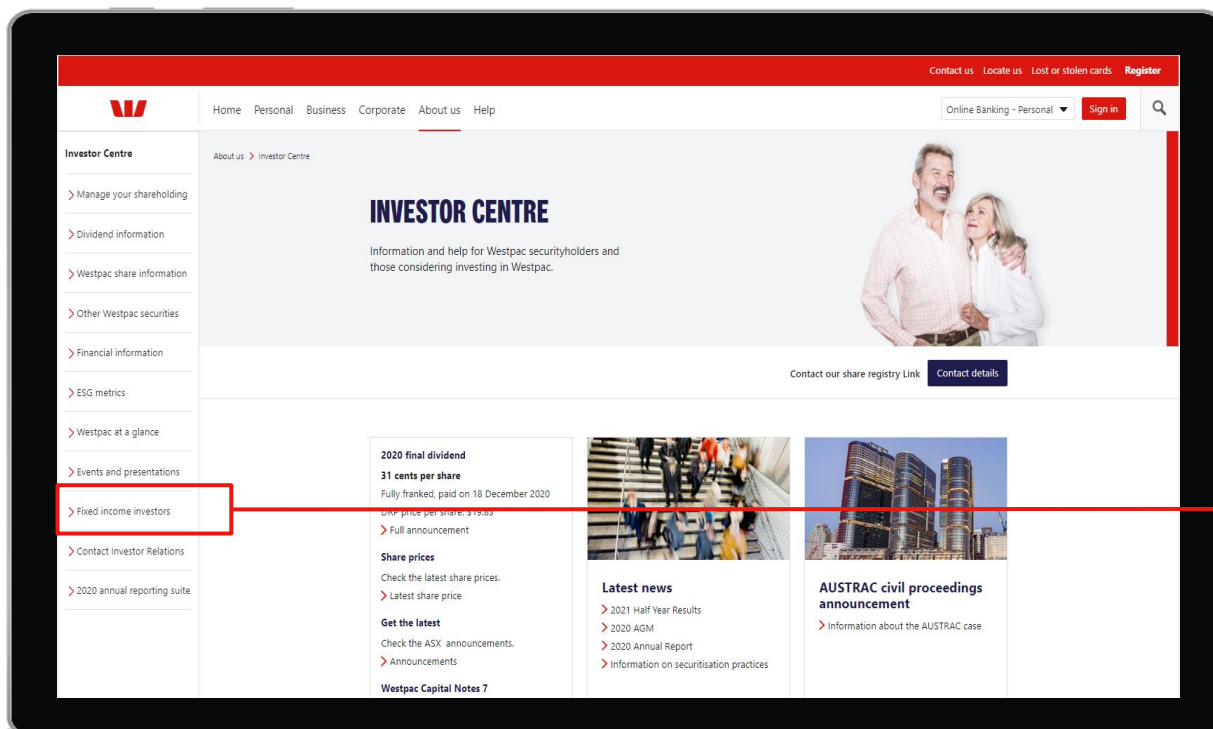 Contact us Locate us Lost or stolen cards Register
Home Personal Business Corporate About us Help
Online Banking - Personal Sign in
Investor Centre
Manage your shareholding
Dividend information
Westpac share information
Other Westpac securities
Financial information
ESG metrics
Westpac at a glance
Events and presentations
Fixed income investors
Contact Investor Relations
2020 annual reporting suite
About us Investor Centre
INVESTOR CENTRE
Information and help for Westpac securityholders and
those considering investing in Westpac.
Contact our share registry Link Contact details
2020 final dividend
31 cents per share
Fully franked, paid on 18 December 2020
DRP price per share: $19.83
Full announcement
Share prices
Check the latest share prices.
Latest share price
Get the latest
Check the ASX announcements.
Announcements
Westpac Capital Notes 7
Latest news
2021 Half Year Results
2020 AGM
2020 Annual Report
Information on securitisation practices
AUSTRAC civil proceedings
announcement
Information about the AUSTRAC case